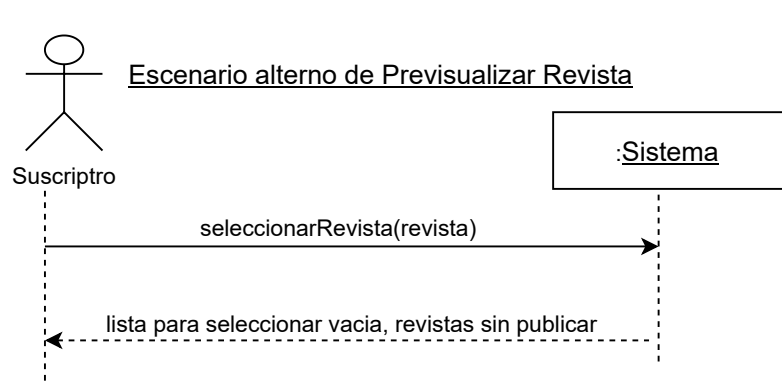 Escenario alterno de Previsualizar Revista
:Sistema
Suscriptro
seleccionarRevista(revista)
lista para seleccionar vacia, revistas sin publicar